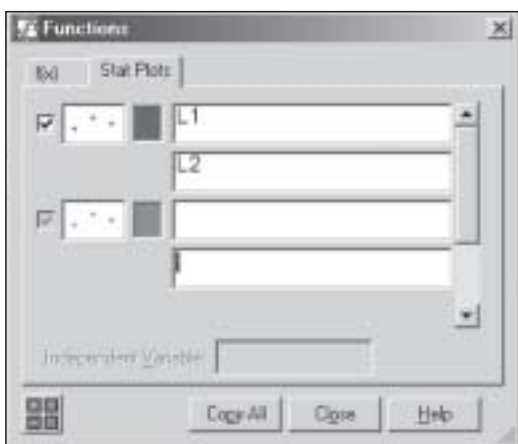 Functions
f(x) Stat Plots
L1
L2
Independent Variable:
Copy All Close Help